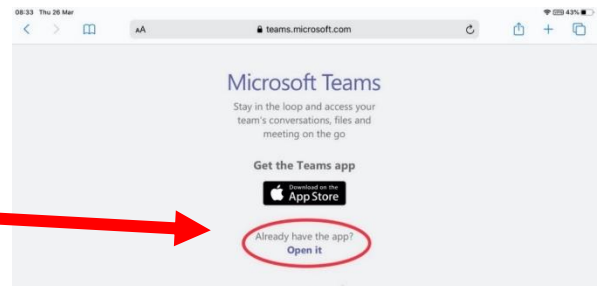 08:33 Thu 26 Mar 43%
AA teams.microsoft.com
Microsoft Teams
Stay in the loop and access your
team's conversations, files and
meeting on the go
Get the Teams app
Download on the
App Store
Already have the app?
Open it